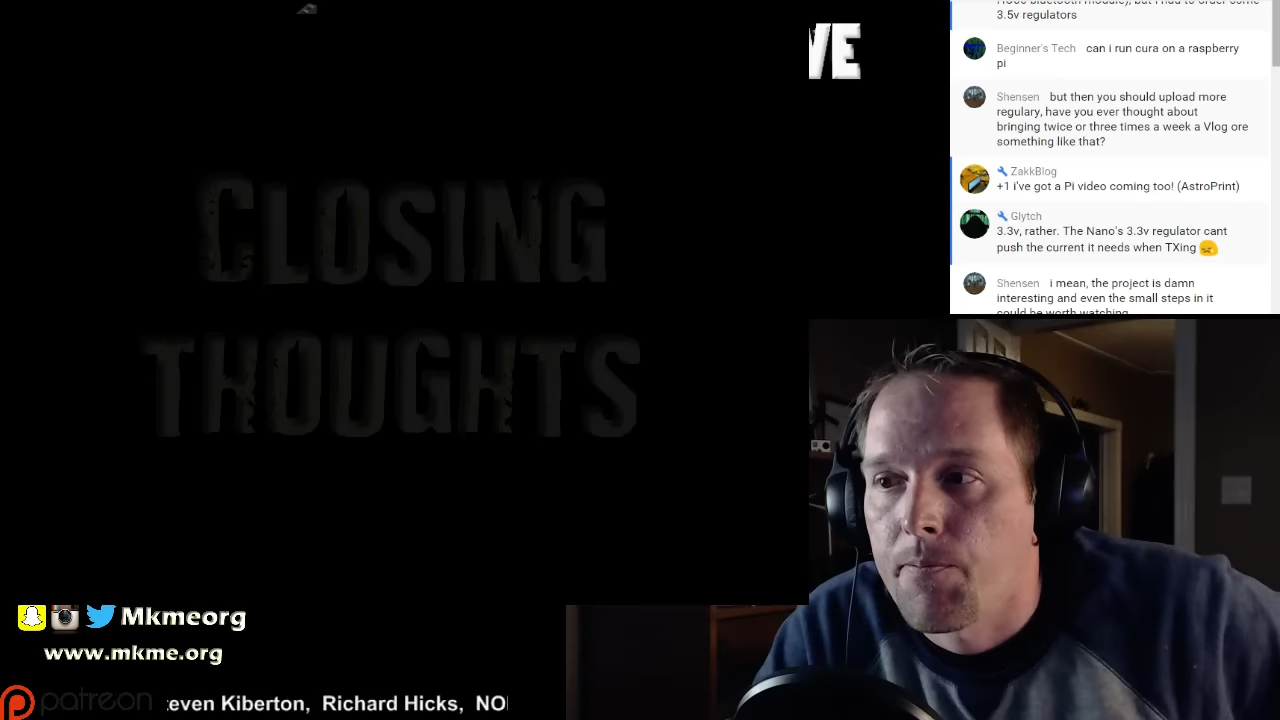 3.5v regulators
VE
Beginner's Tech can i run cura on a raspberry
pi
Shensen but then you should upload more
regulary, have you ever thought about
bringing twice or three times a week a Vlog ore
something like that?
ZakkBlog
+1 i've got a Pi video coming too! (AstroPrint)
Glytch
3.3v, rather. The Nano's 3.3v regulator cant
push the current it needs when TXing
Shensen i mean, the project is damn
interesting and even the small steps in it
could be worth watching
CLOSING
THOUGHTS
Mkmeorg
www.mkme.org
patreon
even Kiberton, Richard Hicks, NO